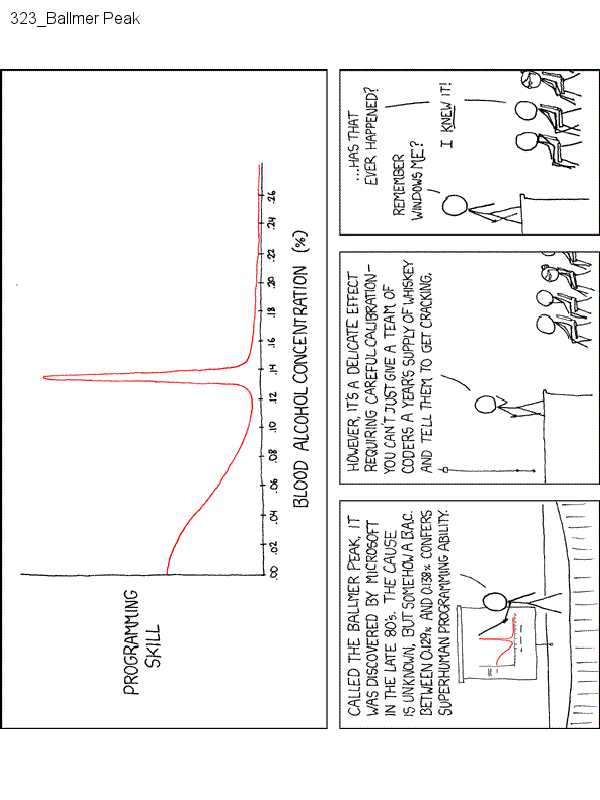 323_Ballmer Peak
PROGRAMMING
SKILL
.00 .02 .04 .06 .08 .10 .12 .14 .16 .18 .20 .22 .24 .26
BLOOD ALCOHOL CONCENTRATION (%)
CALLED THE BALLMER PEAK, IT
WAS DISCOVERED BY MICROSOFT
IN THE LATE 80's. THE CAUSE
IS UNKNOWN, BUT SOMEHOW A B.A.C.
BETWEEN 0.129% AND 0.138% CONFERS
SUPERHUMAN PROGRAMMING ABILITY.
HOWEVER, IT'S A DELICATE EFFECT
REQUIRING CAREFUL CALIBRATION–
YOU CAN'T JUST GIVE A TEAM OF
CODERS A YEAR'S SUPPLY OF WHISKEY
AND TELL THEM TO GET CRACKING.
...HAS THAT
EVER HAPPENED?
REMEMBER
WINDOWS ME?
I KNEW IT!